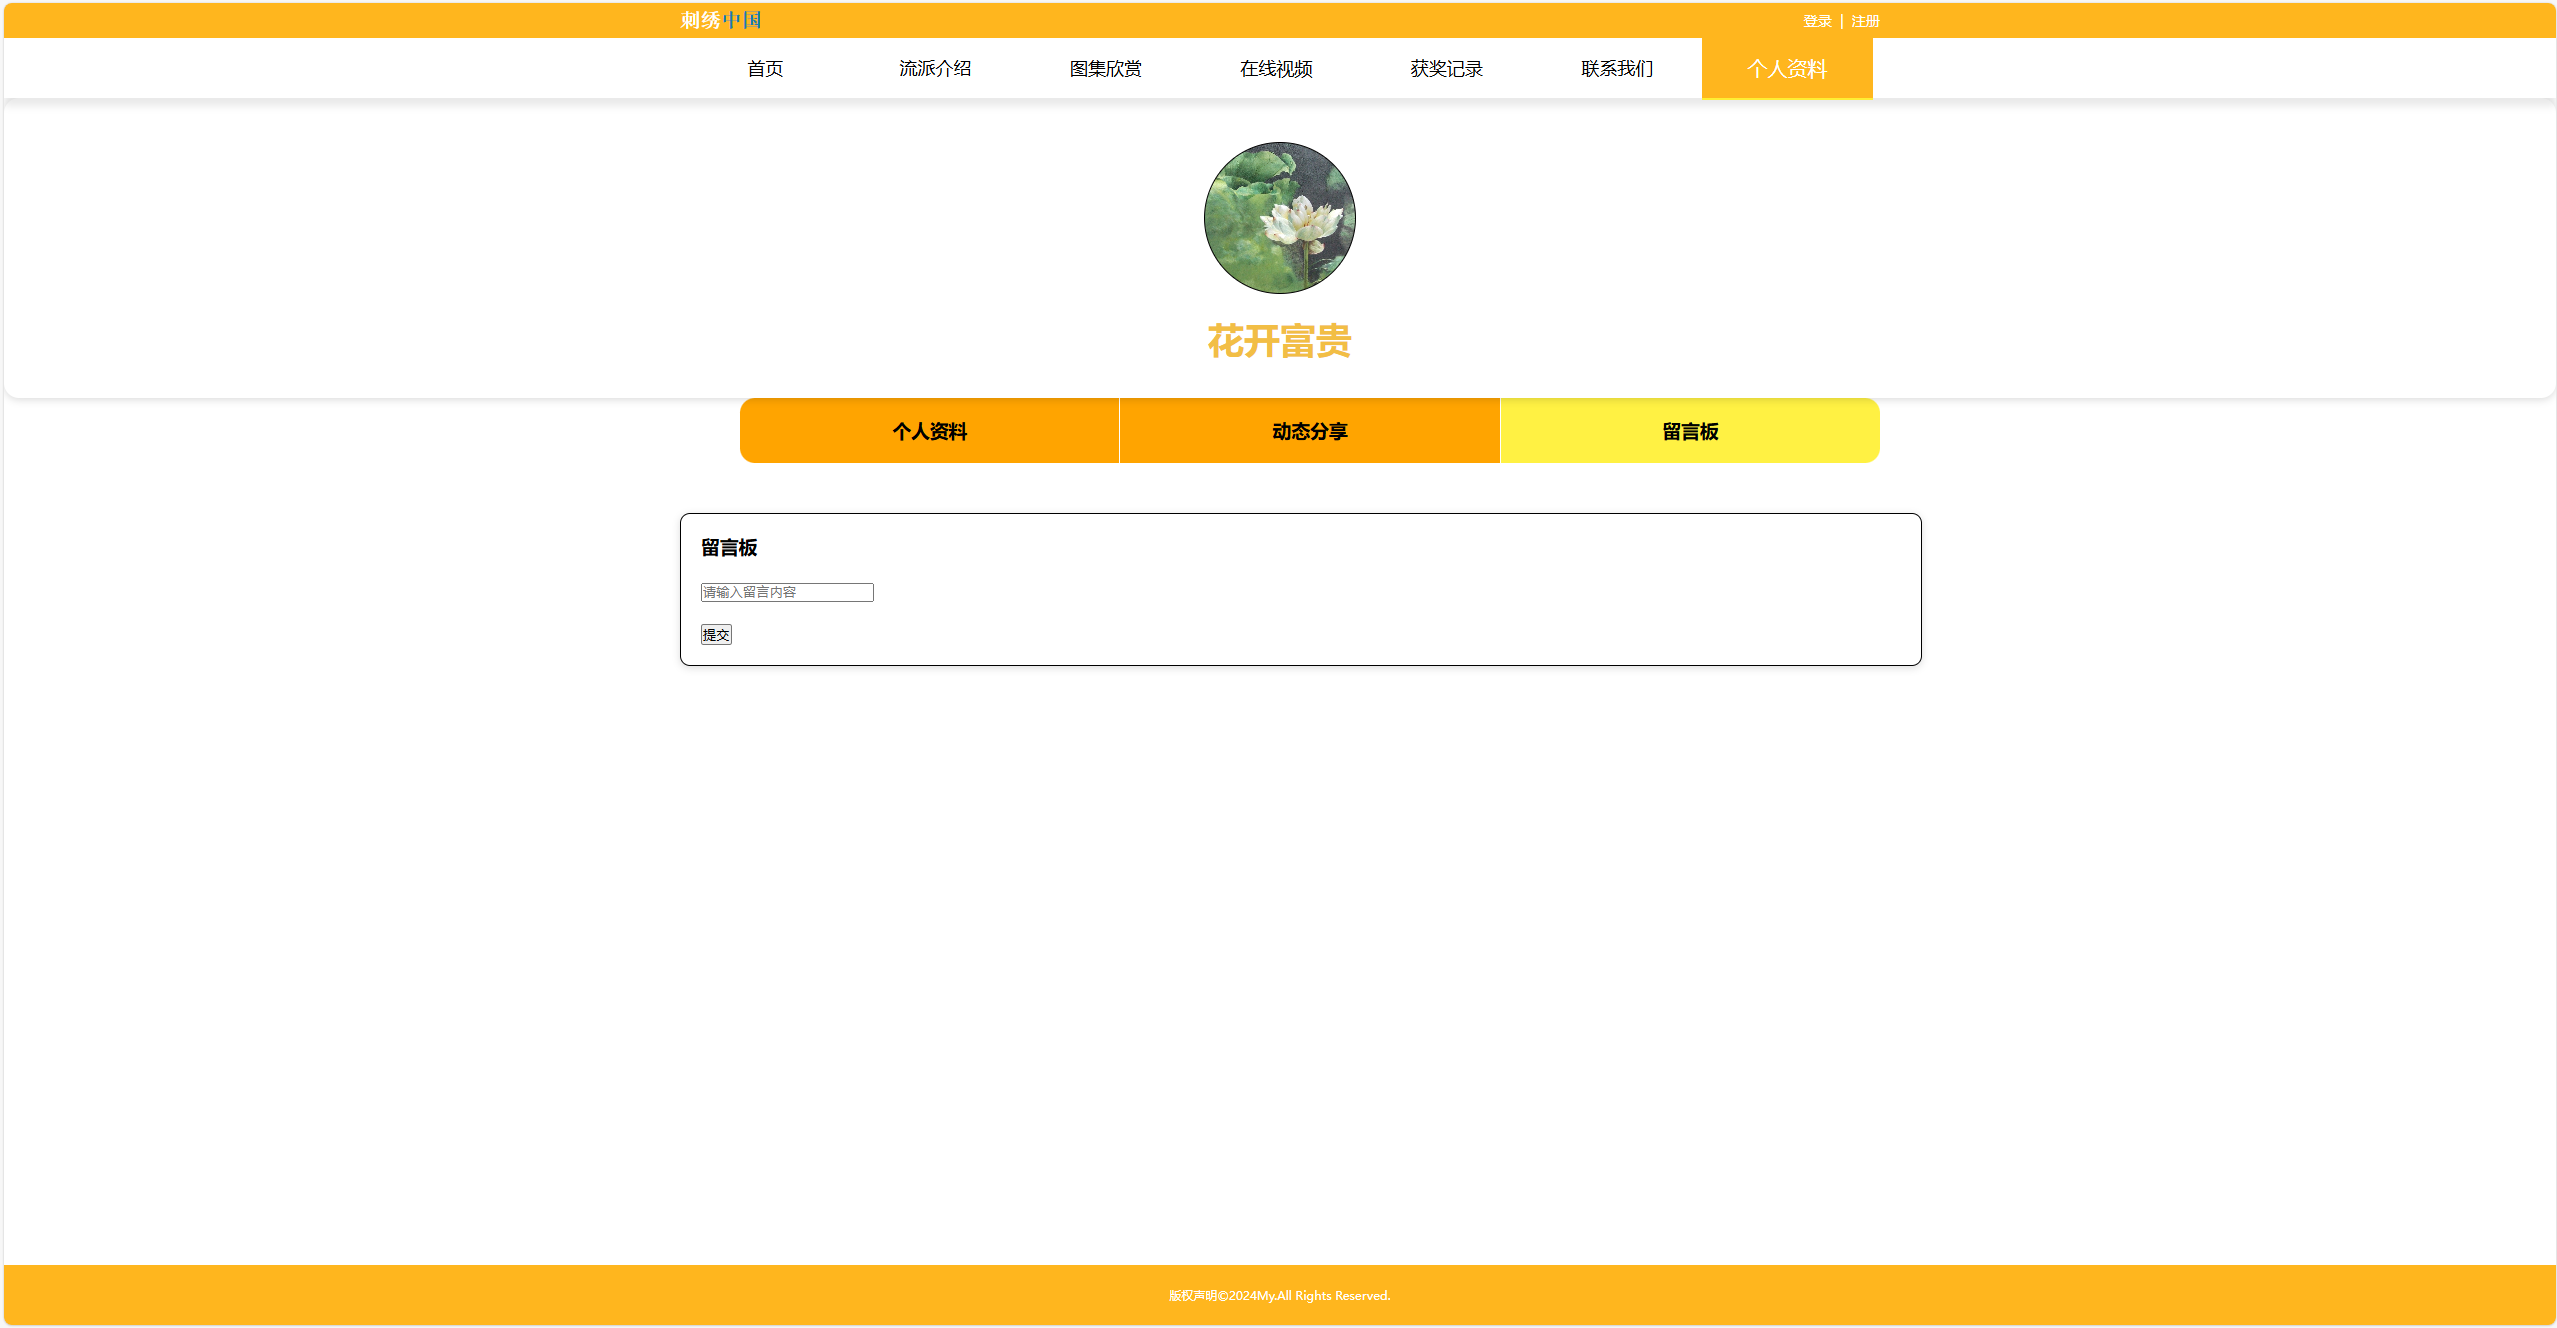 刺绣中国 登录 | 注册
首页 流派介绍 图集欣赏 在线视频 获奖记录 联系我们 个人资料
花开富贵
个人资料 动态分享 留言板
留言板
请输入留言内容
提交
版权声明©2024My.All Rights Reserved.